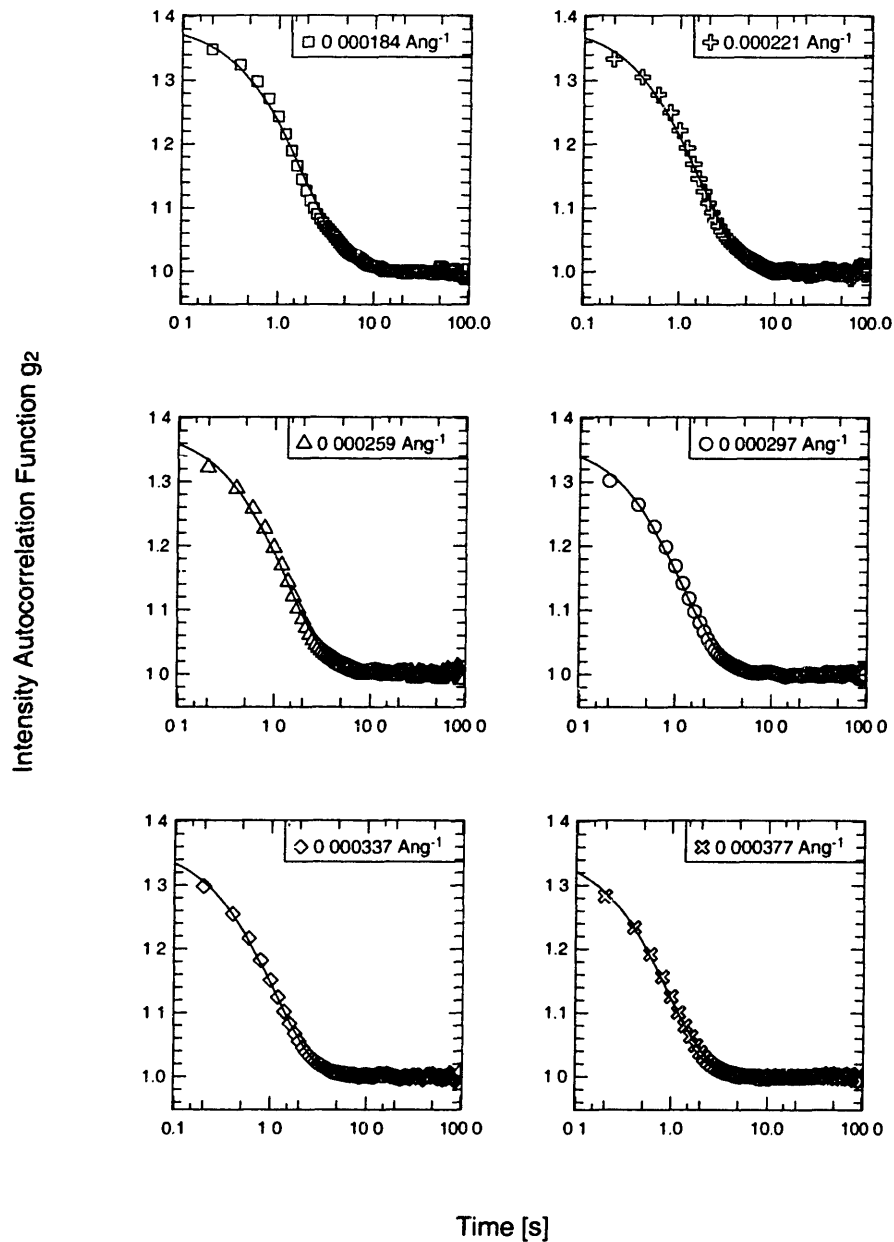 1 4
0 000184 Ang-1
1 3
1 2
1 1
1 0
0 1 1.0 10 0 100.0
1.4
0.000221 Ang-1
1.3
1.2
1.1
1.0
0.1 1.0 10.0 100.0
Intensity Autocorrelation Function g2
1 4
0 000259 Ang-1
1.3
1.2
1.1
1.0
0 1 1 0 10 0 100 0
1 4
0 000297 Ang-1
1.3
1.2
1.1
1.0
0 1 1 0 10 0 100 0
1 4
0 000337 Ang-1
1.3
1.2
1.1
1.0
0.1 1 0 10 0 100 0
1 4
0 000377 Ang-1
1.3
1.2
1.1
1.0
0 1 1.0 10.0 100 0
Time [s]